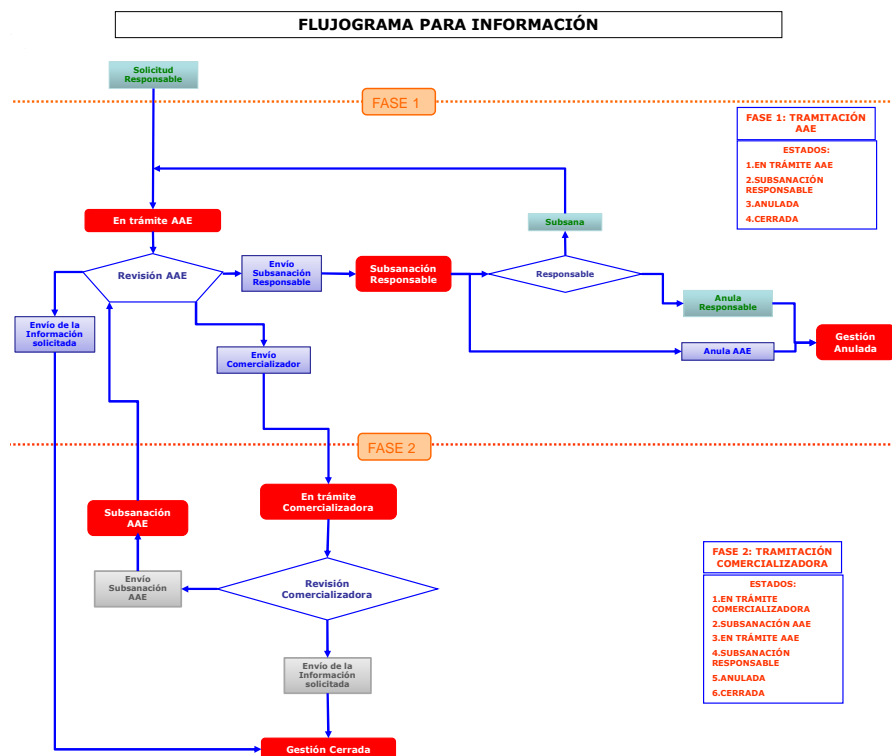 FLUJOGRAMA PARA INFORMACIÓN
Solicitud
Responsable
FASE 1
FASE 1: TRAMITACIÓN
AAE
ESTADOS:
1.EN TRÁMITE AAE
2.SUBSANACIÓN
RESPONSABLE
3.ANULADA
4.CERRADA
En trámite AAE
Subsana
Revisión AAE
Envío
Subsanación
Responsable
Subsanación
Responsable
Responsable
Anula
Responsable
Envío de la
Información
solicitada
Envío
Comercializador
Anula AAE
Gestión
Anulada
FASE 2
Subsanación
AAE
En trámite
Comercializadora
Envío
Subsanación
AAE
Revisión
Comercializadora
FASE 2: TRAMITACIÓN
COMERCIALIZADORA
ESTADOS:
1.EN TRÁMITE
COMERCIALIZADORA
2.SUBSANACIÓN AAE
3.EN TRÁMITE AAE
4.SUBSANACIÓN
RESPONSABLE
5.ANULADA
6.CERRADA
Envío de la
Información
solicitada
Gestión Cerrada